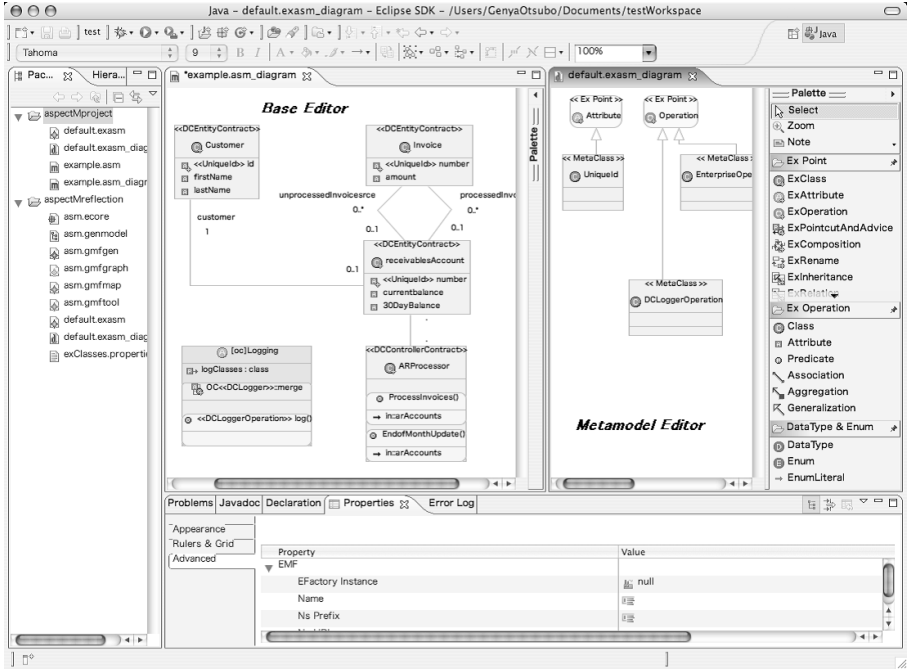 Java - default.exasm_diagram - Eclipse SDK - /Users/GenyaOtsubo/Documents/testWorkspace
test
Java
Tahoma
9
B
I
A
100%
Pac...
Hiera...
aspectMproject
default.exasm
default.exasm_diag
example.asm
example.asm_diagr
aspectMreflection
asm.ecore
asm.genmodel
asm.gmfgen
asm.gmfgraph
asm.gmfmap
asm.gmftool
default.exasm
default.exasm_diag
exClasses.properti
*example.asm_diagram
Base Editor
<<DCEntityContract>>
Customer
<<UniqueId>> id
firstName
lastName
<<DCEntityContract>>
Invoice
<<UniqueId>> number
amount
unprocessedInvoicesrce
processedInvo
0..*
0..*
customer
1
0..1
0..1
0..1
<<DCEntityContract>>
receivablesAccount
<<UniqueId>> number
currentbalance
30DayBalance
[oc]Logging
logClasses : class
OC<<DCLogger>>::merge
<<DCLoggerOperation>> log()
<<DCControllerContract>>
ARProcessor
ProcessInvoices()
in:arAccounts
EndofMonthUpdate()
in:arAccounts
Palette
default.exasm_diagram
<< Ex Point >>
Attribute
<< Ex Point >>
Operation
<< MetaClass >>
UniqueId
<< MetaClass >
EnterpriseOpe
<< MetaClass >>
DCLoggerOperation
Metamodel Editor
Palette
Select
Zoom
Note
Ex Point
ExClass
ExAttribute
ExOperation
ExPointcutAndAdvice
ExComposition
ExRename
ExInheritance
ExRelation
Ex Operation
Class
Attribute
Predicate
Association
Aggregation
Generalization
DataType & Enum
DataType
Enum
EnumLiteral
Problems
Javadoc
Declaration
Properties
Error Log
Appearance
Rulers & Grid
Advanced
Property
Value
EMF
EFactory Instance
null
Name
Ns Prefix